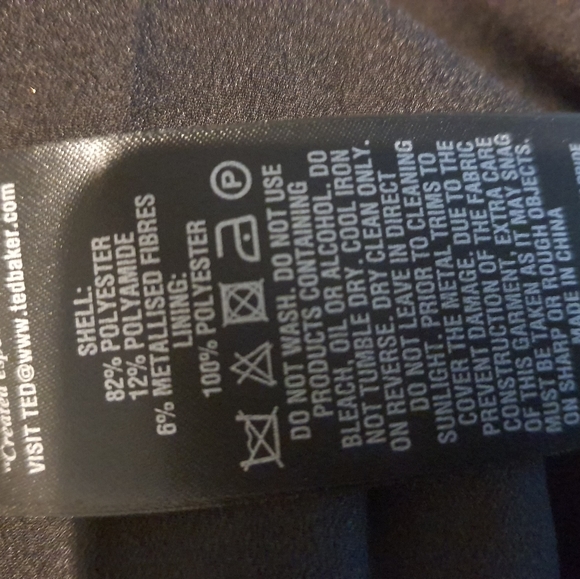 "Created
VISIT TED@www.tedbaker.com
SHELL:
82% POLYESTER
12% POLYAMIDE
6% METALLISED FIBRES
LINING:
100% POLYESTER
P
DO NOT WASH. DO NOT USE
PRODUCTS CONTAINING
BLEACH, OIL OR ALCOHOL. DO
NOT TUMBLE DRY. COOL IRON
ON REVERSE. DRY CLEAN ONLY.
DO NOT LEAVE IN DIRECT
SUNLIGHT. PRIOR TO CLEANING
COVER THE METAL TRIMS TO
PREVENT DAMAGE. DUE TO THE
CONSTRUCTION OF THE FABRIC
OF THIS GARMENT, EXTRA CARE
MUST BE TAKEN AS IT MAY SNAG
ON SHARP OR ROUGH OBJECTS.
MADE IN CHINA